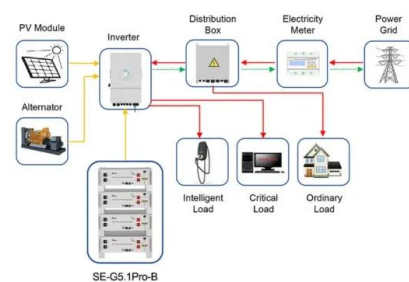 PV Module
Inverter
Distribution
Box
Electricity
Meter
Power
Grid
Alternator
Intelligent
Load
Critical
Load
Ordinary
Load
SE-G5.1Pro-B